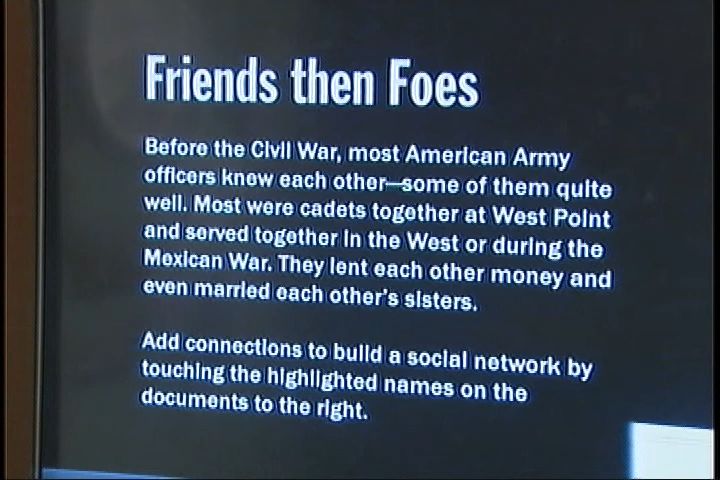 Friends then Foes
Before the Civil War, most American Army
officers knew each other—some of them quite
well. Most were cadets together at West Point
and served together in the West or during the
Mexican War. They lent each other money and
even married each other's sisters.
Add connections to build a social network by
touching the highlighted names on the
documents to the right.